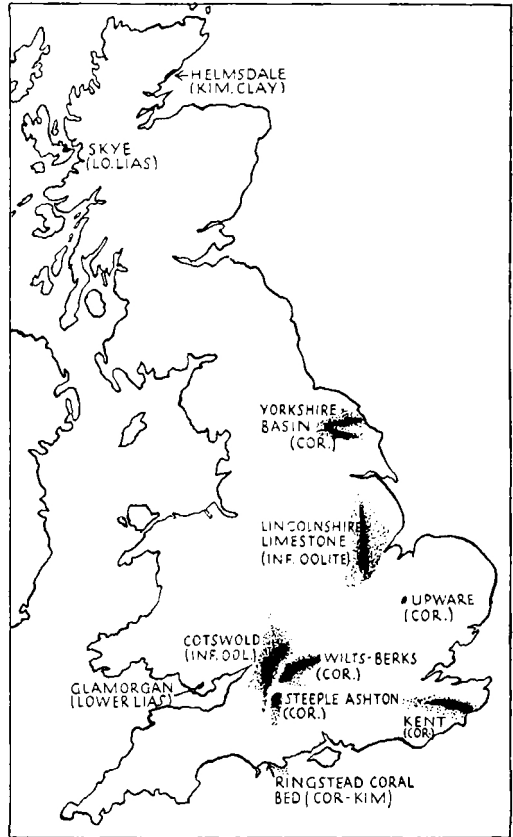 HELMSDALE
(KIM. CLAY)
SKYE
(LO. LIAS)
YORKSHIRE
BASIN
(COR.)
LINCOLNSHIRE
LIMESTONE
(INF. OOLITE)
UPWARE
(COR.)
COTSWOLD
(INF. OOL.)
WILTS-BERKS
(COR.)
GLAMORGAN
(LOWER LIAS)
STEEPLE ASHTON
(COR.)
KENT
(COR.)
RINGSTEAD CORAL
BED (COR-KIM)